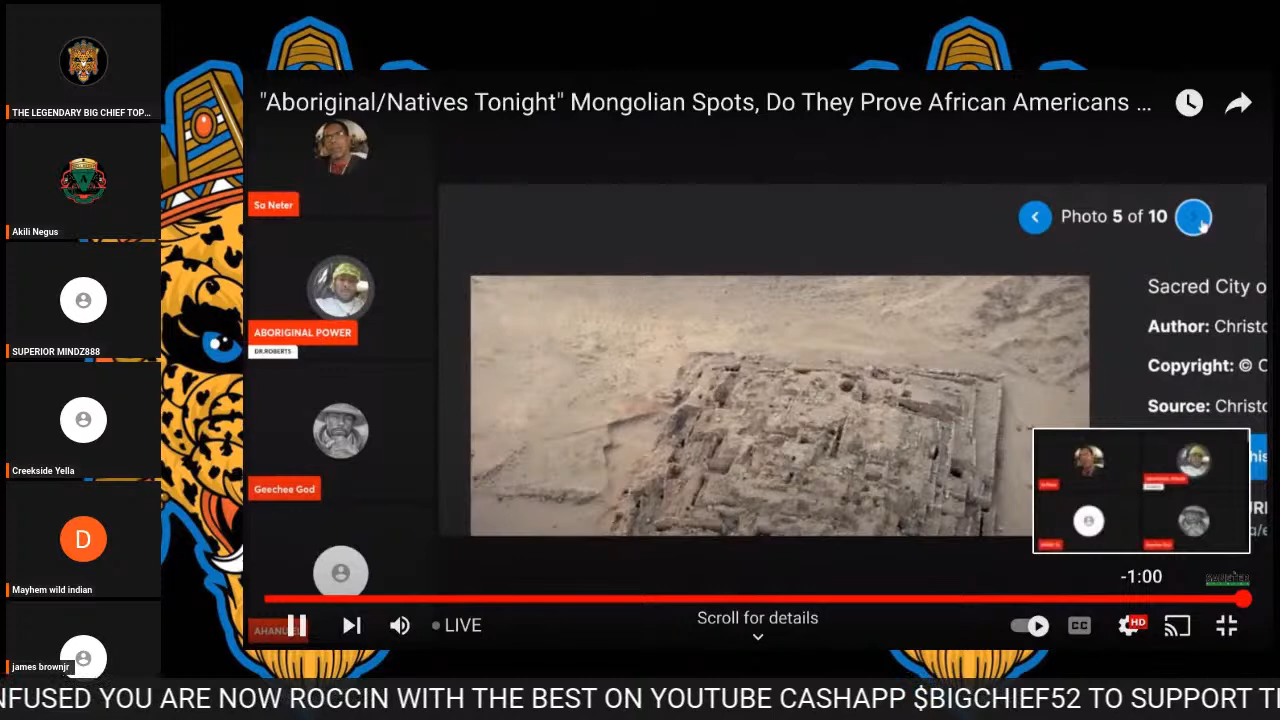 THE LEGENDARY BIG CHIEF TOP...
Akili Negus
SUPERIOR MINDZ888
Creekside Yella
D
Mayhem wild indian
james brownjr
"Aboriginal/Natives Tonight" Mongolian Spots, Do They Prove African Americans ...
Sa Neter
ABORIGINAL POWER
DR.ROBERTS
Geechee God
AHANU
Photo 5 of 10
Sacred City o
Author: Christo
Copyright: © C
Source: Christo
his
-1:00
LIVE
Scroll for details
CC
HD
NFUSED YOU ARE NOW ROCCIN WITH THE BEST ON YOUTUBE CASHAPP $BIGCHIEF52 TO SUPPORT T